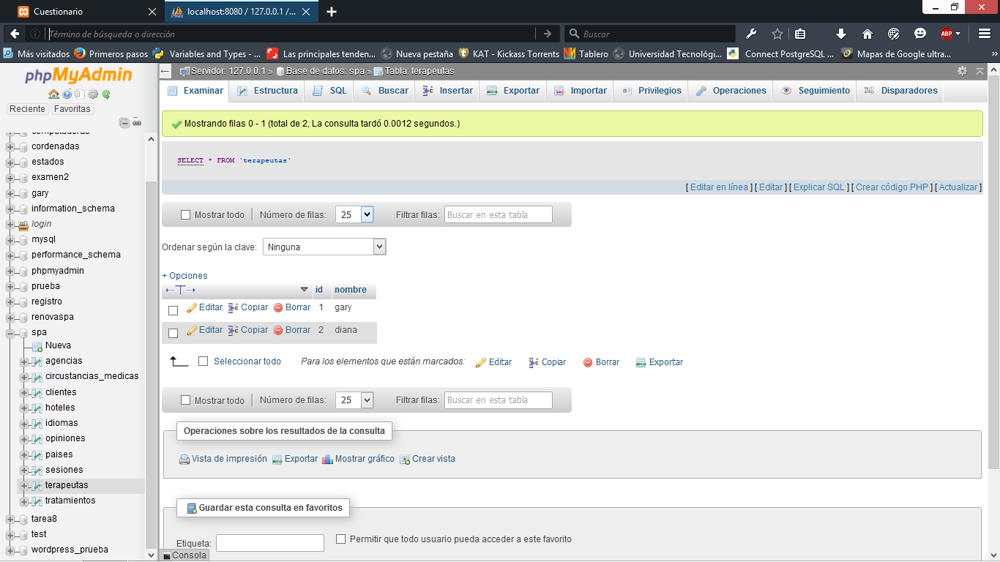 Cuestionario
localhost:8080 / 127.0.0.1 /...
Término de búsqueda o dirección
Buscar
ABP
Más visitados
Primeros pasos
Variables and Types - ...
Las principales tenden...
Nueva pestaña
KAT - Kickass Torrents
Tablero
Universidad Tecnológi...
Connect PostgreSQL ...
Mapas de Google ultra...
phpMyAdmin
Reciente
Favoritas
cordenadas
estados
examen2
gary
information_schema
login
mysql
performance_schema
phpmyadmin
prueba
registro
renovaspa
spa
Nueva
agencias
circustancias_medicas
clientes
hoteles
idiomas
opiniones
paises
sesiones
terapeutas
tratamientos
tarea8
test
wordpress_prueba
Servidor: 127.0.0.1 » Base de datos: spa » Tabla: terapeutas
Examinar
Estructura
SQL
Buscar
Insertar
Exportar
Importar
Privilegios
Operaciones
Seguimiento
Disparadores
Mostrando filas 0 - 1 (total de 2, La consulta tardó 0.0012 segundos.)
SELECT * FROM `terapeutas`
[ Editar en línea ] [ Editar ] [ Explicar SQL ] [ Crear código PHP ] [ Actualizar ]
Mostrar todo
Número de filas:
25
Filtrar filas:
Buscar en esta tabla
Ordenar según la clave:
Ninguna
+ Opciones
←T→
id
nombre
Editar Copiar Borrar 1 gary
Editar Copiar Borrar 2 diana
Seleccionar todo
Para los elementos que están marcados:
Editar
Copiar
Borrar
Exportar
Mostrar todo
Número de filas:
25
Filtrar filas:
Buscar en esta tabla
Operaciones sobre los resultados de la consulta
Vista de impresión
Exportar
Mostrar gráfico
Crear vista
Guardar esta consulta en favoritos
Etiqueta:
Permitir que todo usuario pueda acceder a este favorito
Consola